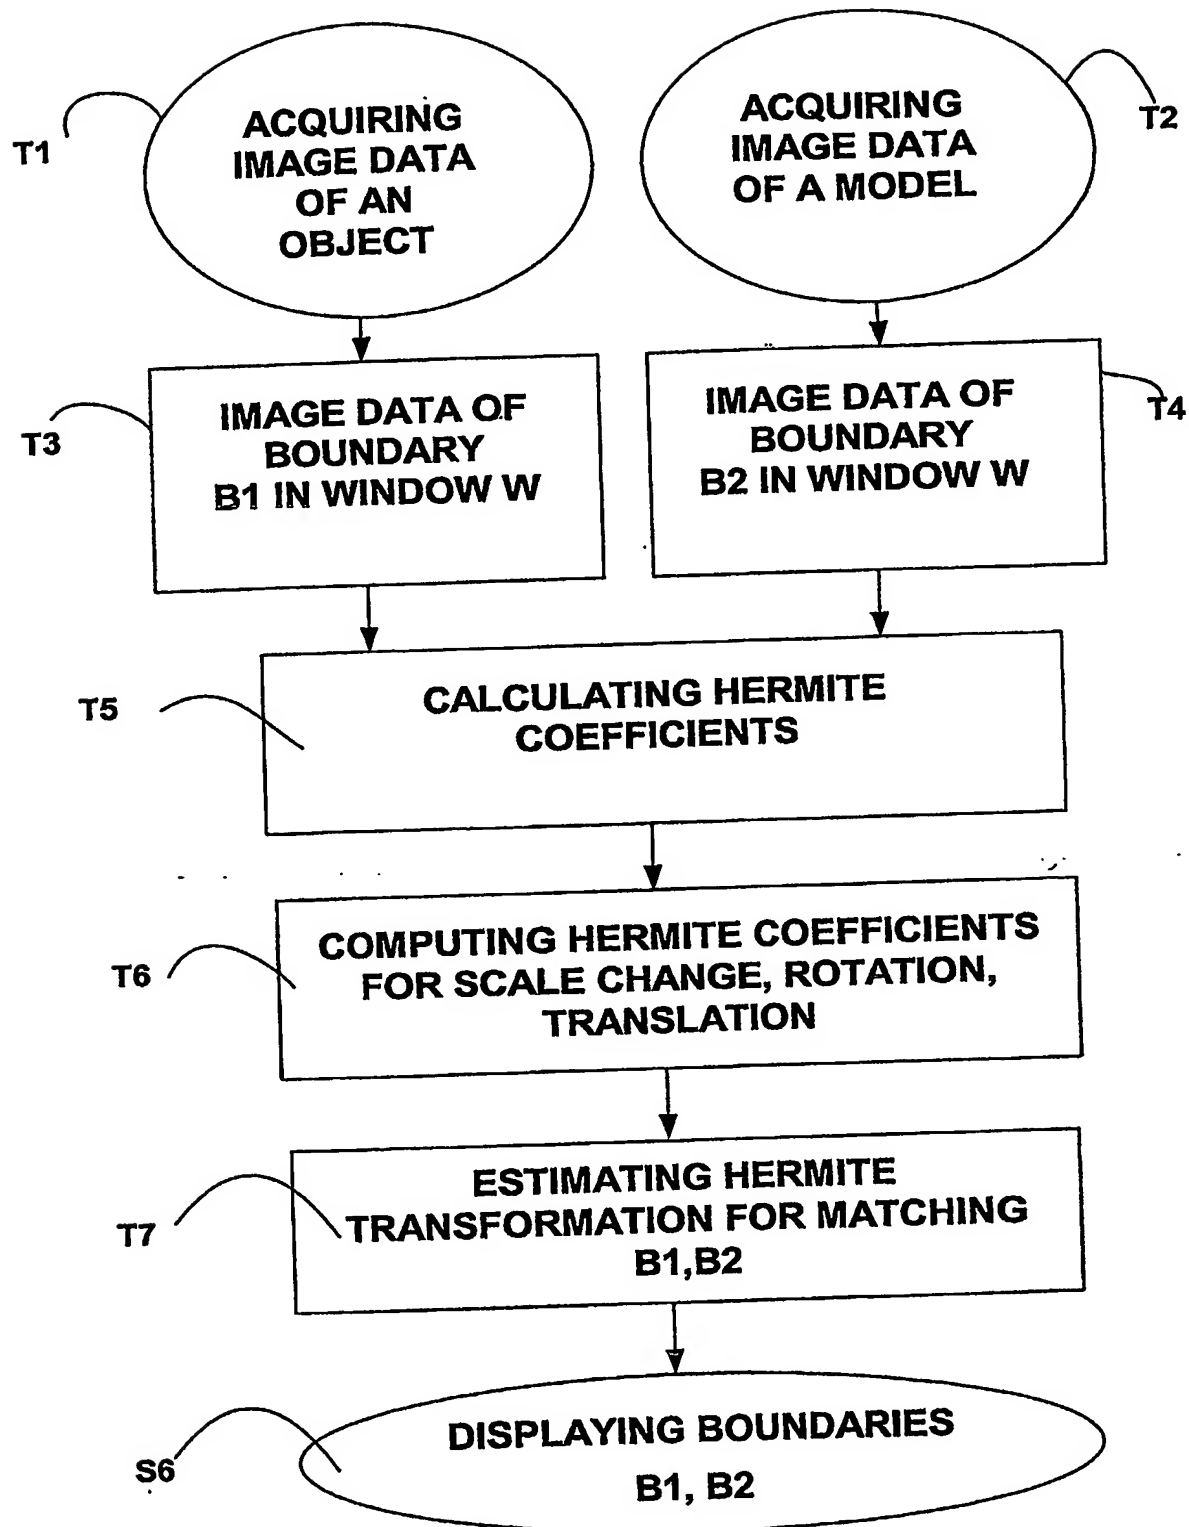 T1
ACQUIRING
IMAGE DATA
OF AN
OBJECT
ACQUIRING
IMAGE DATA
OF A MODEL
T2
T3
IMAGE DATA OF
BOUNDARY
B1 IN WINDOW W
IMAGE DATA OF
BOUNDARY
B2 IN WINDOW W
T4
T5
CALCULATING HERMITE
COEFFICIENTS
T6
COMPUTING HERMITE COEFFICIENTS
FOR SCALE CHANGE, ROTATION,
TRANSLATION
T7
ESTIMATING HERMITE
TRANSFORMATION FOR MATCHING
B1,B2
S6
DISPLAYING BOUNDARIES
B1, B2